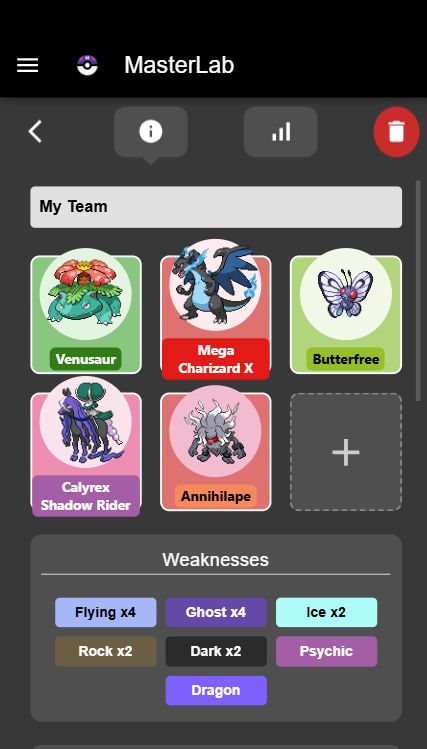 MasterLab
My Team
Venusaur
Mega
Charizard X
Butterfree
Calyrex
Shadow Rider
Annihilape
Weaknesses
Flying x4
Ghost x4
Ice x2
Rock x2
Dark x2
Psychic
Dragon